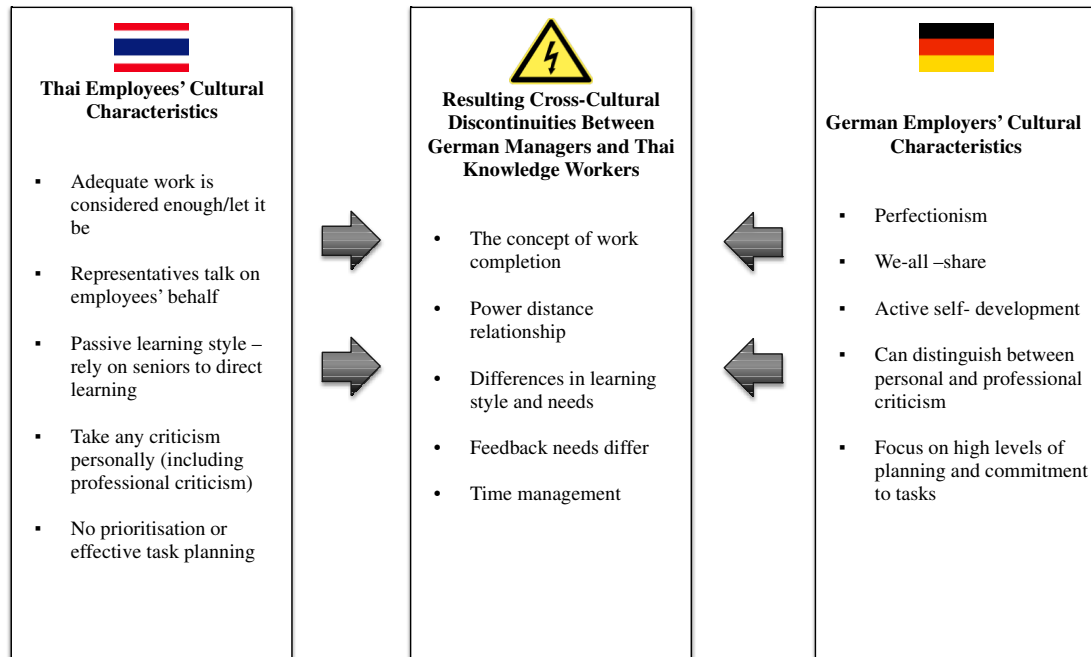 Thai Employees' Cultural
Characteristics
▪ Adequate work is
considered enough/let it
be
▪ Representatives talk on
employees' behalf
▪ Passive learning style –
rely on seniors to direct
learning
▪ Take any criticism
personally (including
professional criticism)
▪ No prioritisation or
effective task planning
Resulting Cross-Cultural
Discontinuities Between
German Managers and Thai
Knowledge Workers
• The concept of work
completion
• Power distance
relationship
• Differences in learning
style and needs
• Feedback needs differ
• Time management
German Employers' Cultural
Characteristics
▪ Perfectionism
▪ We-all –share
▪ Active self- development
▪ Can distinguish between
personal and professional
criticism
▪ Focus on high levels of
planning and commitment
to tasks